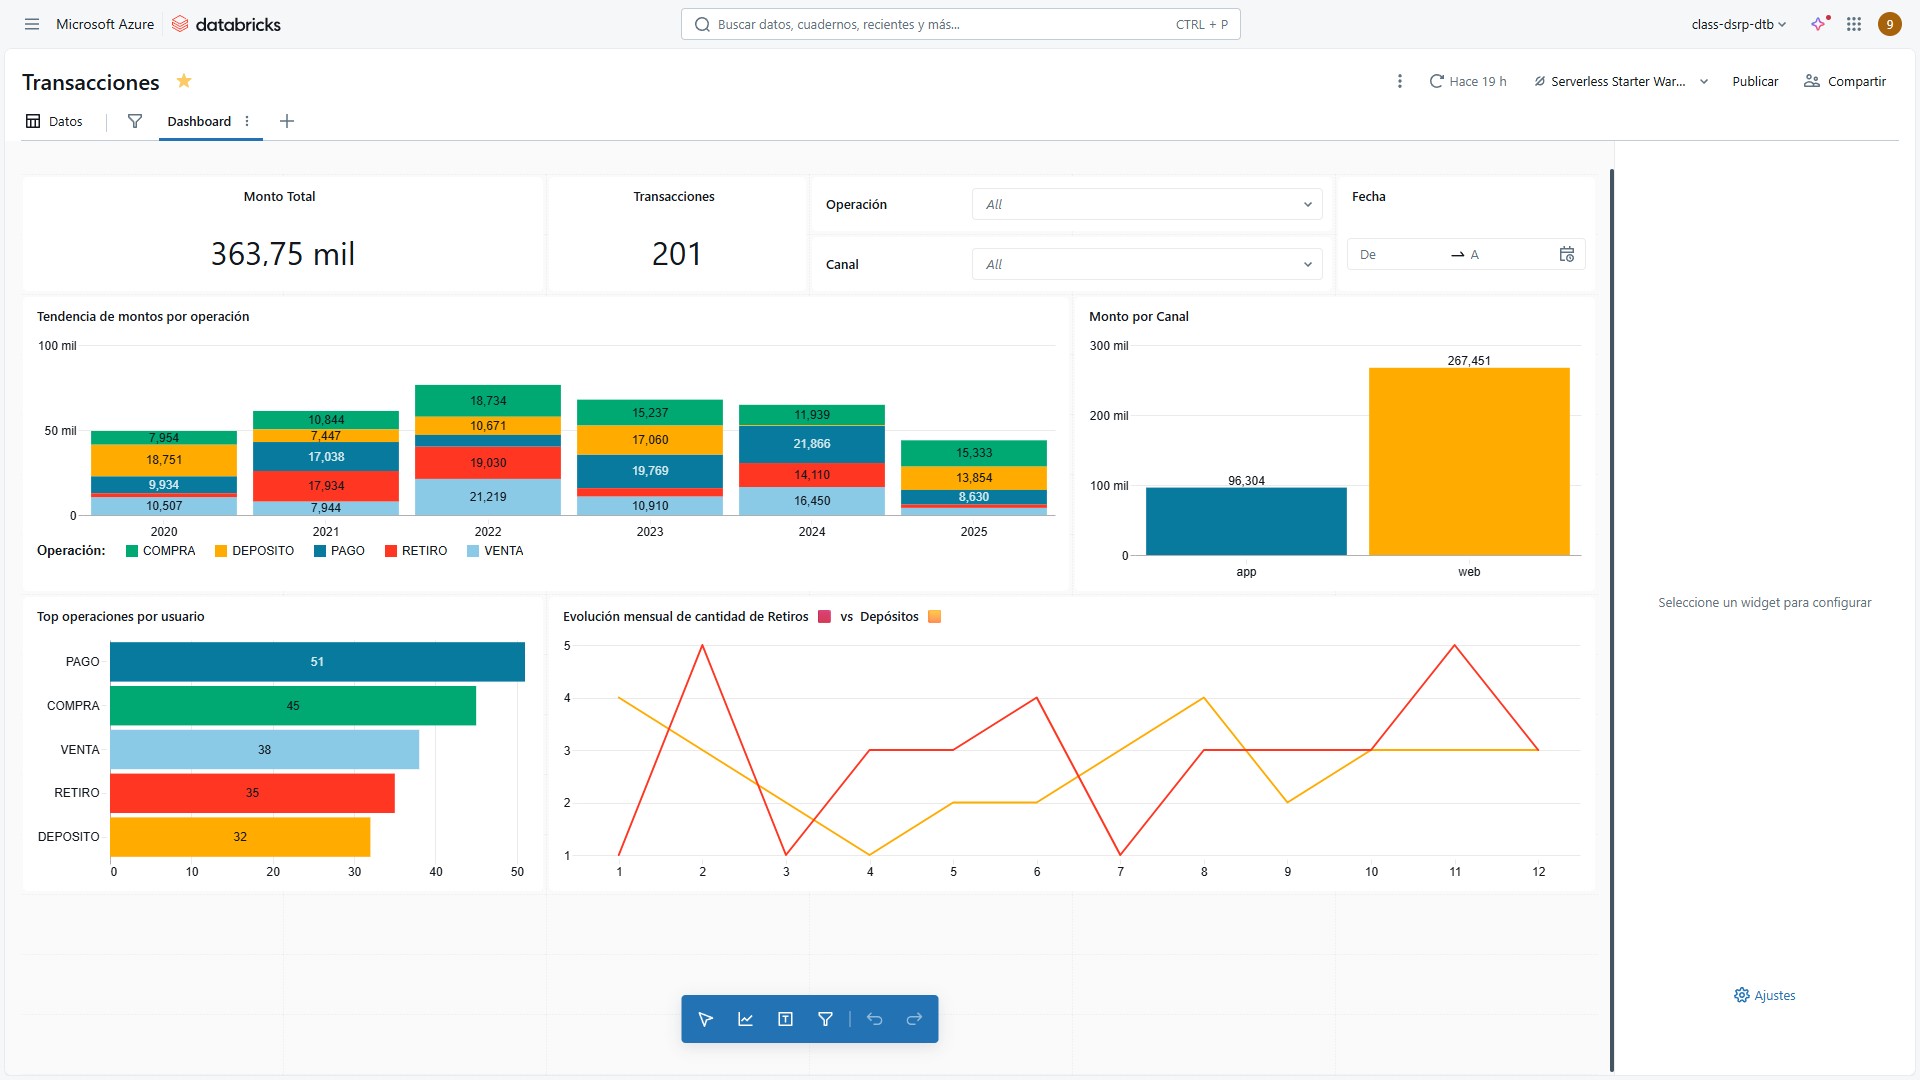 Microsoft Azure databricks Buscar datos, cuadernos, recientes y más... CTRL + P class-dsrp-dtb 9
Transacciones Hace 19 h Serverless Starter War... Publicar Compartir
Datos Dashboard
Monto Total
363,75 mil
Transacciones
201
Operación All
Canal All
Fecha
De A
Tendencia de montos por operación
100 mil
50 mil
0
7,954
18,751
9,934
10,507
10,844
7,447
17,038
17,934
7,944
18,734
10,671
19,030
21,219
15,237
17,060
19,769
10,910
11,939
21,866
14,110
16,450
15,333
13,854
8,630
2020 2021 2022 2023 2024 2025
Operación: COMPRA DEPOSITO PAGO RETIRO VENTA
Monto por Canal
300 mil
200 mil
100 mil
0
96,304
267,451
app web
Top operaciones por usuario
PAGO 51
COMPRA 45
VENTA 38
RETIRO 35
DEPOSITO 32
0 10 20 30 40 50
Evolución mensual de cantidad de Retiros vs Depósitos
5
4
3
2
1
1 2 3 4 5 6 7 8 9 10 11 12
Seleccione un widget para configurar
Ajustes